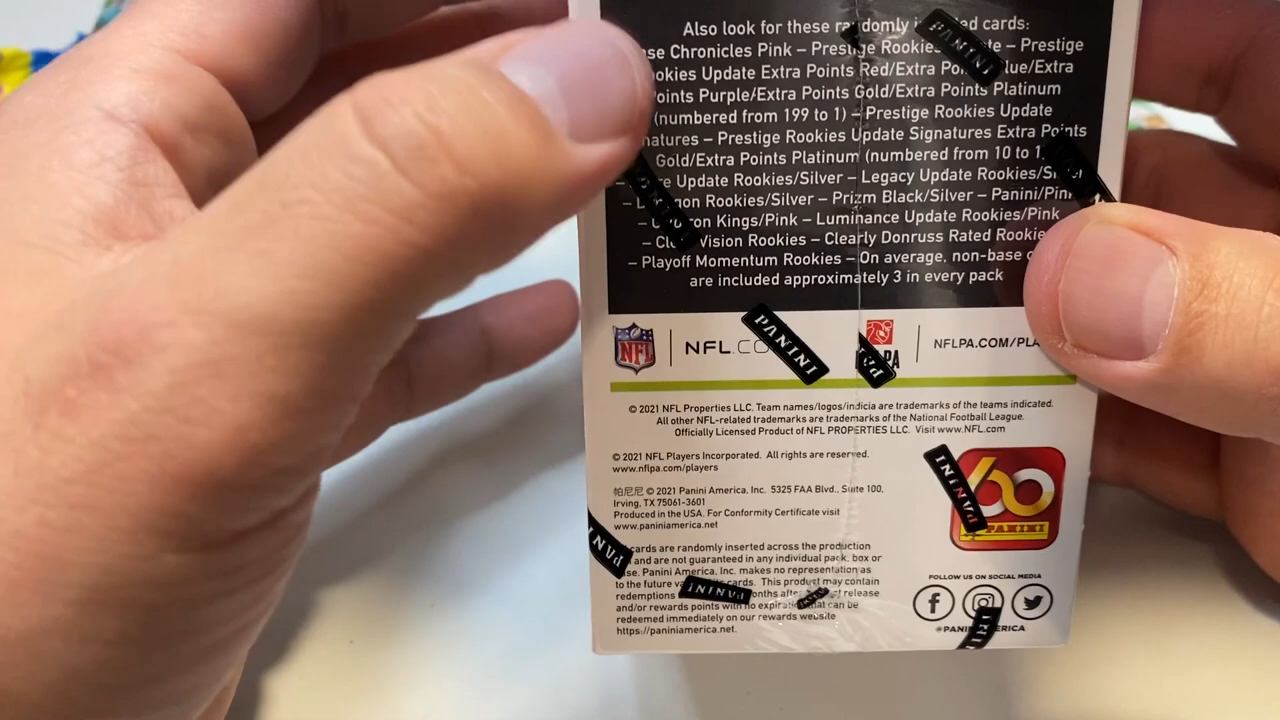 Also look for these cards:
Chronicles Pink – Prestige Rookies – Prestige
Update Extra Points Red/Extra Blue/Extra
Purple/Extra Points Gold/Extra Points Platinum
(numbered from 199 to 1) – Prestige Rookies Update
– Prestige Rookies Update Signatures Extra Points
Gold/Extra Points Platinum (numbered from 10 to 1
– Update Rookies/Silver – Legacy Update
– Rookies/Silver – Prizm Black/Silver –
– Kings/Pink – Luminance Update Rookies/Pink
– Vision Rookies – Clearly Donruss Rated
– Playoff Momentum Rookies – On average, non-base
are included approximately 3 in every pack
PANINI
NFL
PANINI
NFLPA.COM/
© 2021 NFL Properties LLC. Team names/logos/indicia are trademarks of the teams indicated.
All other NFL-related trademarks are trademarks of the National Football League.
Officially Licensed Product of NFL PROPERTIES LLC. Visit www.NFL.com
© 2021 NFL Players Incorporated. All rights are reserved.
www.nflpa.com/players
帕尼尼 © 2021 Panini America, Inc. 5325 FAA Blvd., Suite 100,
Irving, TX 75061-3601
Produced in the USA. For Conformity Certificate visit
www.paniniamerica.net
PANINI
60
PANINI
cards are randomly inserted across the production
and are not guaranteed in any individual pack, box or
Panini America, Inc. makes no representation as
to the future cards. This product may contain
redemptions release
and/or rewards points with no that can be
redeemed immediately on our rewards website
https://paniniamerica.net.
PANINI
FOLLOW US ON SOCIAL MEDIA